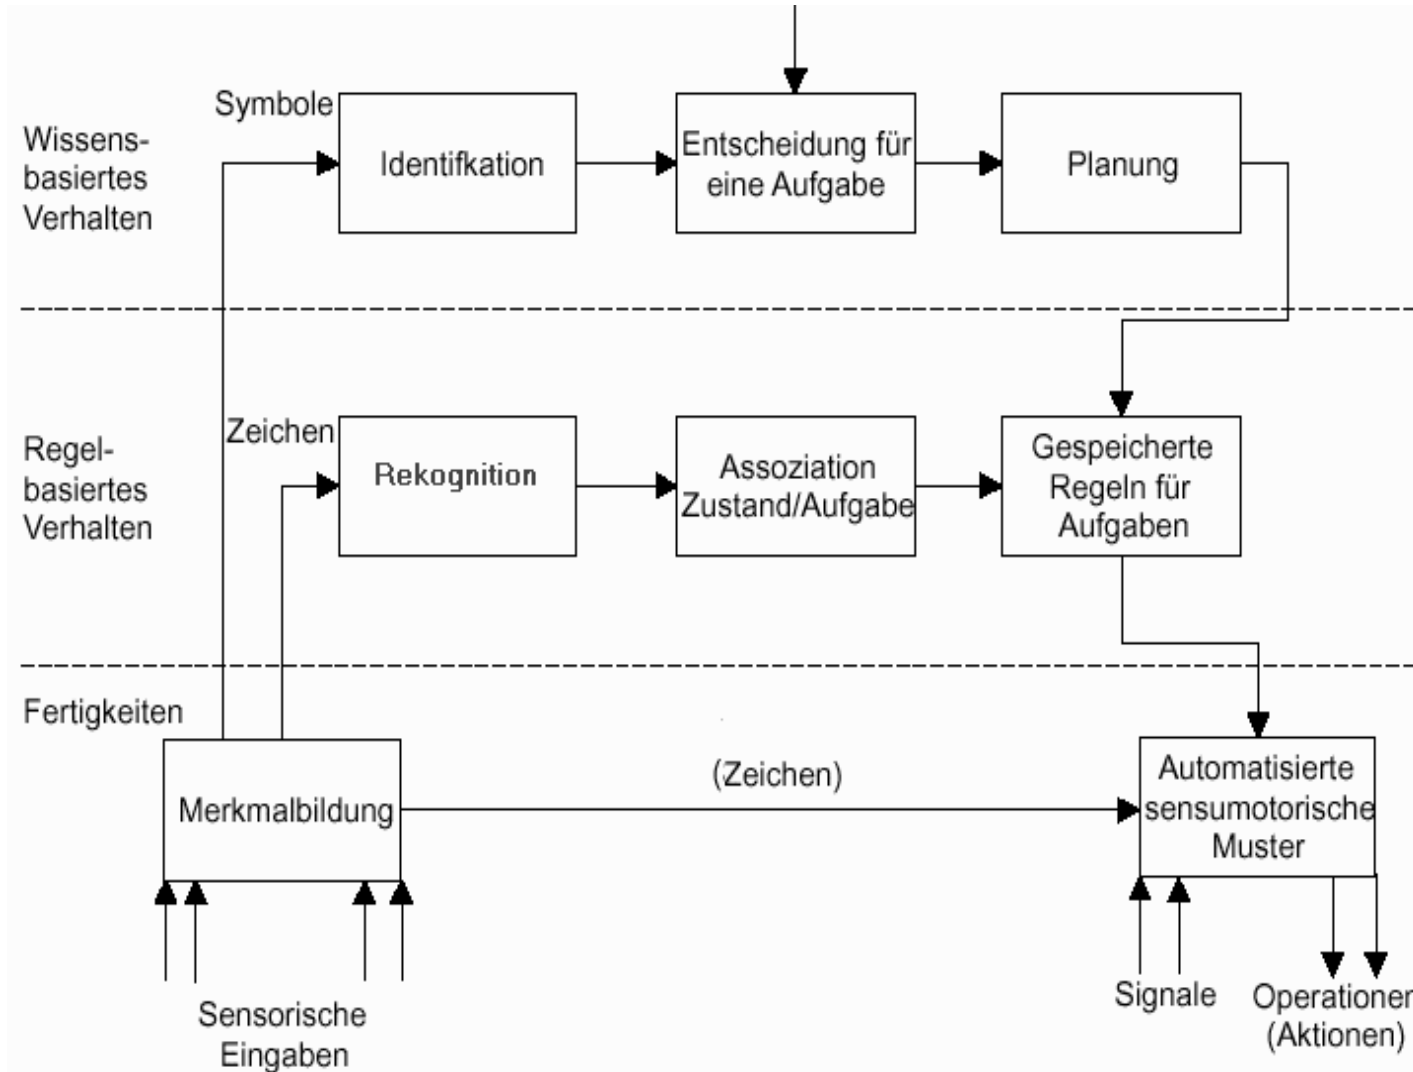 Symbole
Wissens-
basiertes
Verhalten
Identifkation
Entscheidung für
eine Aufgabe
Planung
Zeichen
Regel-
basiertes
Verhalten
Rekognition
Assoziation
Zustand/Aufgabe
Gespeicherte
Regeln für
Aufgaben
Fertigkeiten
Merkmalbildung
(Zeichen)
Automatisierte
sensumotorische
Muster
Sensorische
Eingaben
Signale
Operationen
(Aktionen)